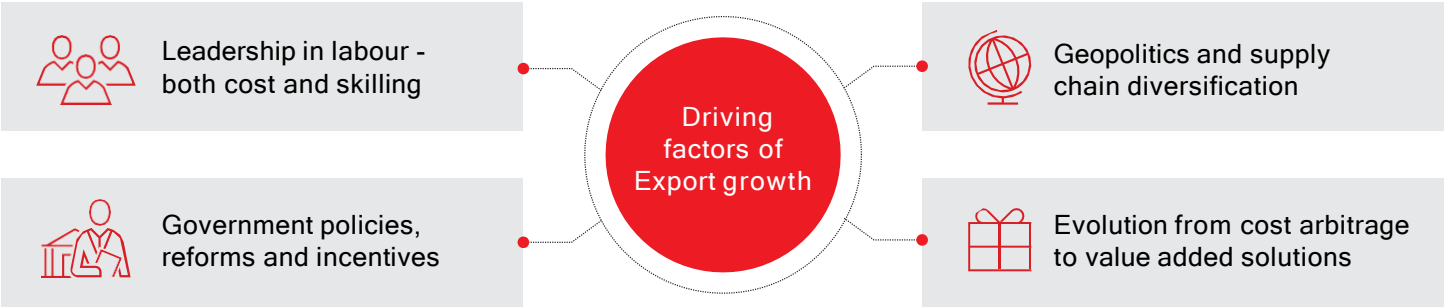 Leadership in labour -
both cost and skilling
Government policies,
reforms and incentives
Driving
factors of
Export growth
Geopolitics and supply
chain diversification
Evolution from cost arbitrage
to value added solutions